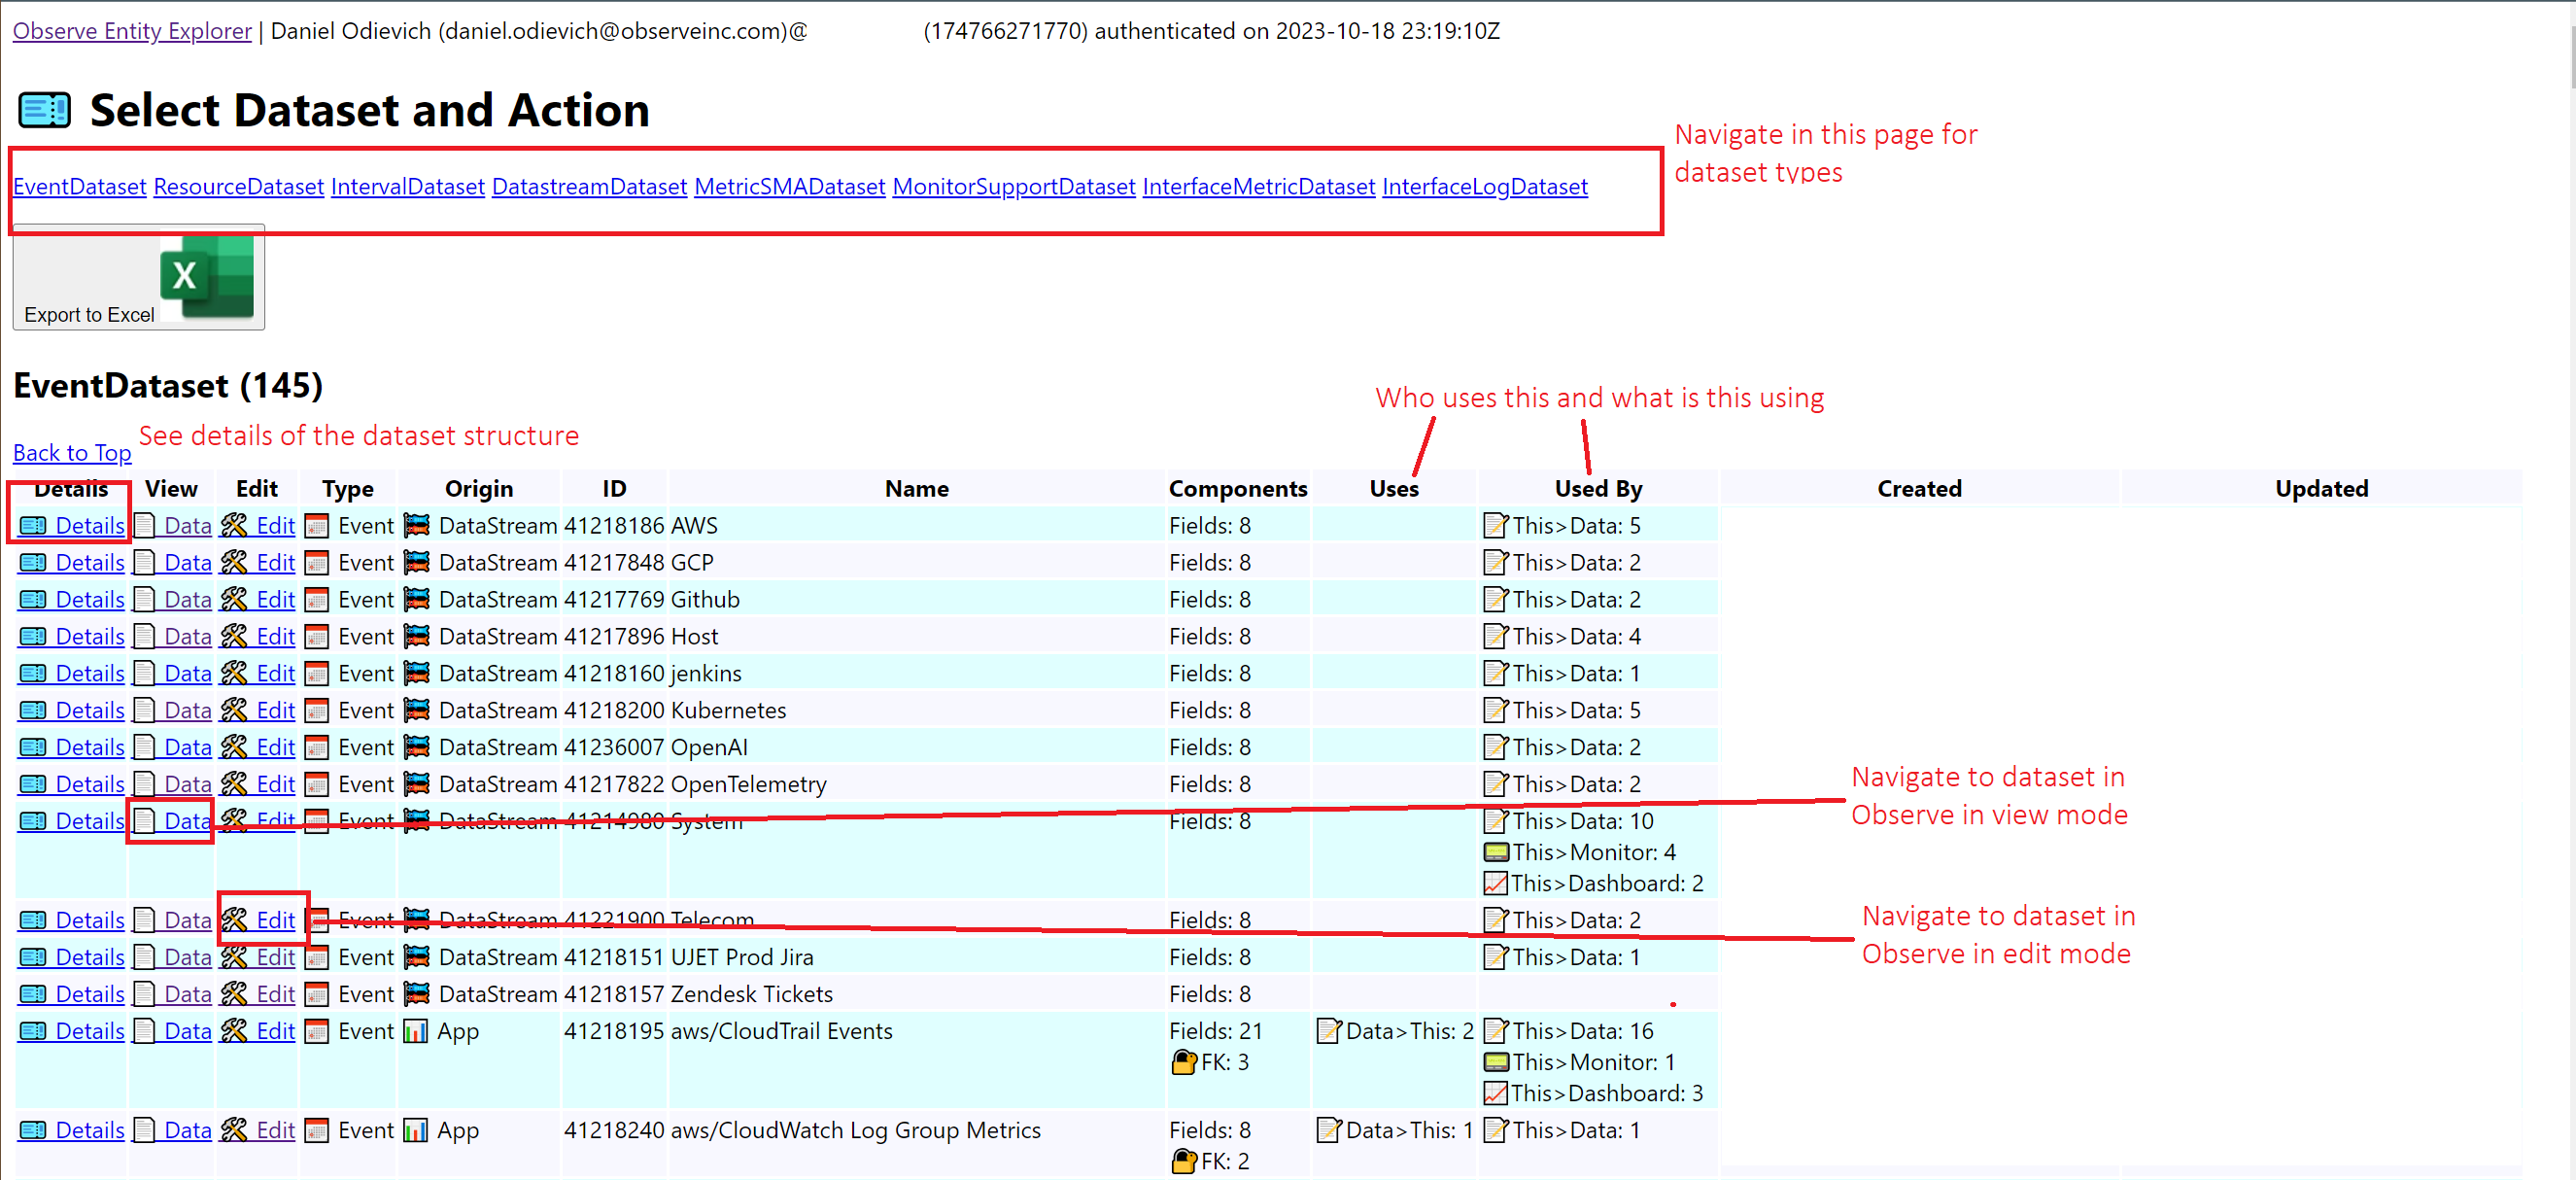 Observe Entity Explorer | Daniel Odievich (daniel.odievich@observeinc.com)@ (174766271770) authenticated on 2023-10-18 23:19:10Z
Select Dataset and Action
Navigate in this page for
dataset types
EventDataset ResourceDataset IntervalDataset DatastreamDataset MetricSMADataset MonitorSupportDataset InterfaceMetricDataset InterfaceLogDataset
Export to Excel
EventDataset (145)
Who uses this and what is this using
See details of the dataset structure
Back to Top
Details View Edit Type Origin ID Name Components Uses Used By Created Updated
Details Data Edit Event DataStream 41218186 AWS Fields: 8 This>Data: 5
Details Data Edit Event DataStream 41217848 GCP Fields: 8 This>Data: 2
Details Data Edit Event DataStream 41217769 Github Fields: 8 This>Data: 2
Details Data Edit Event DataStream 41217896 Host Fields: 8 This>Data: 4
Details Data Edit Event DataStream 41218160 jenkins Fields: 8 This>Data: 1
Details Data Edit Event DataStream 41218200 Kubernetes Fields: 8 This>Data: 5
Details Data Edit Event DataStream 41236007 OpenAI Fields: 8 This>Data: 2
Details Data Edit Event DataStream 41217822 OpenTelemetry Fields: 8 This>Data: 2
Navigate to dataset in
Observe in view mode
Details Data Edit Event DataStream 41214980 System Fields: 8 This>Data: 10
This>Monitor: 4
This>Dashboard: 2
Details Data Edit Event DataStream 41221900 Telecom Fields: 8 This>Data: 2
Navigate to dataset in
Observe in edit mode
Details Data Edit Event DataStream 41218151 UJET Prod Jira Fields: 8 This>Data: 1
Details Data Edit Event DataStream 41218157 Zendesk Tickets Fields: 8
Details Data Edit Event App 41218195 aws/CloudTrail Events Fields: 21 Data>This: 2 This>Data: 16
FK: 3 This>Monitor: 1
This>Dashboard: 3
Details Data Edit Event App 41218240 aws/CloudWatch Log Group Metrics Fields: 8 Data>This: 1 This>Data: 1
FK: 2